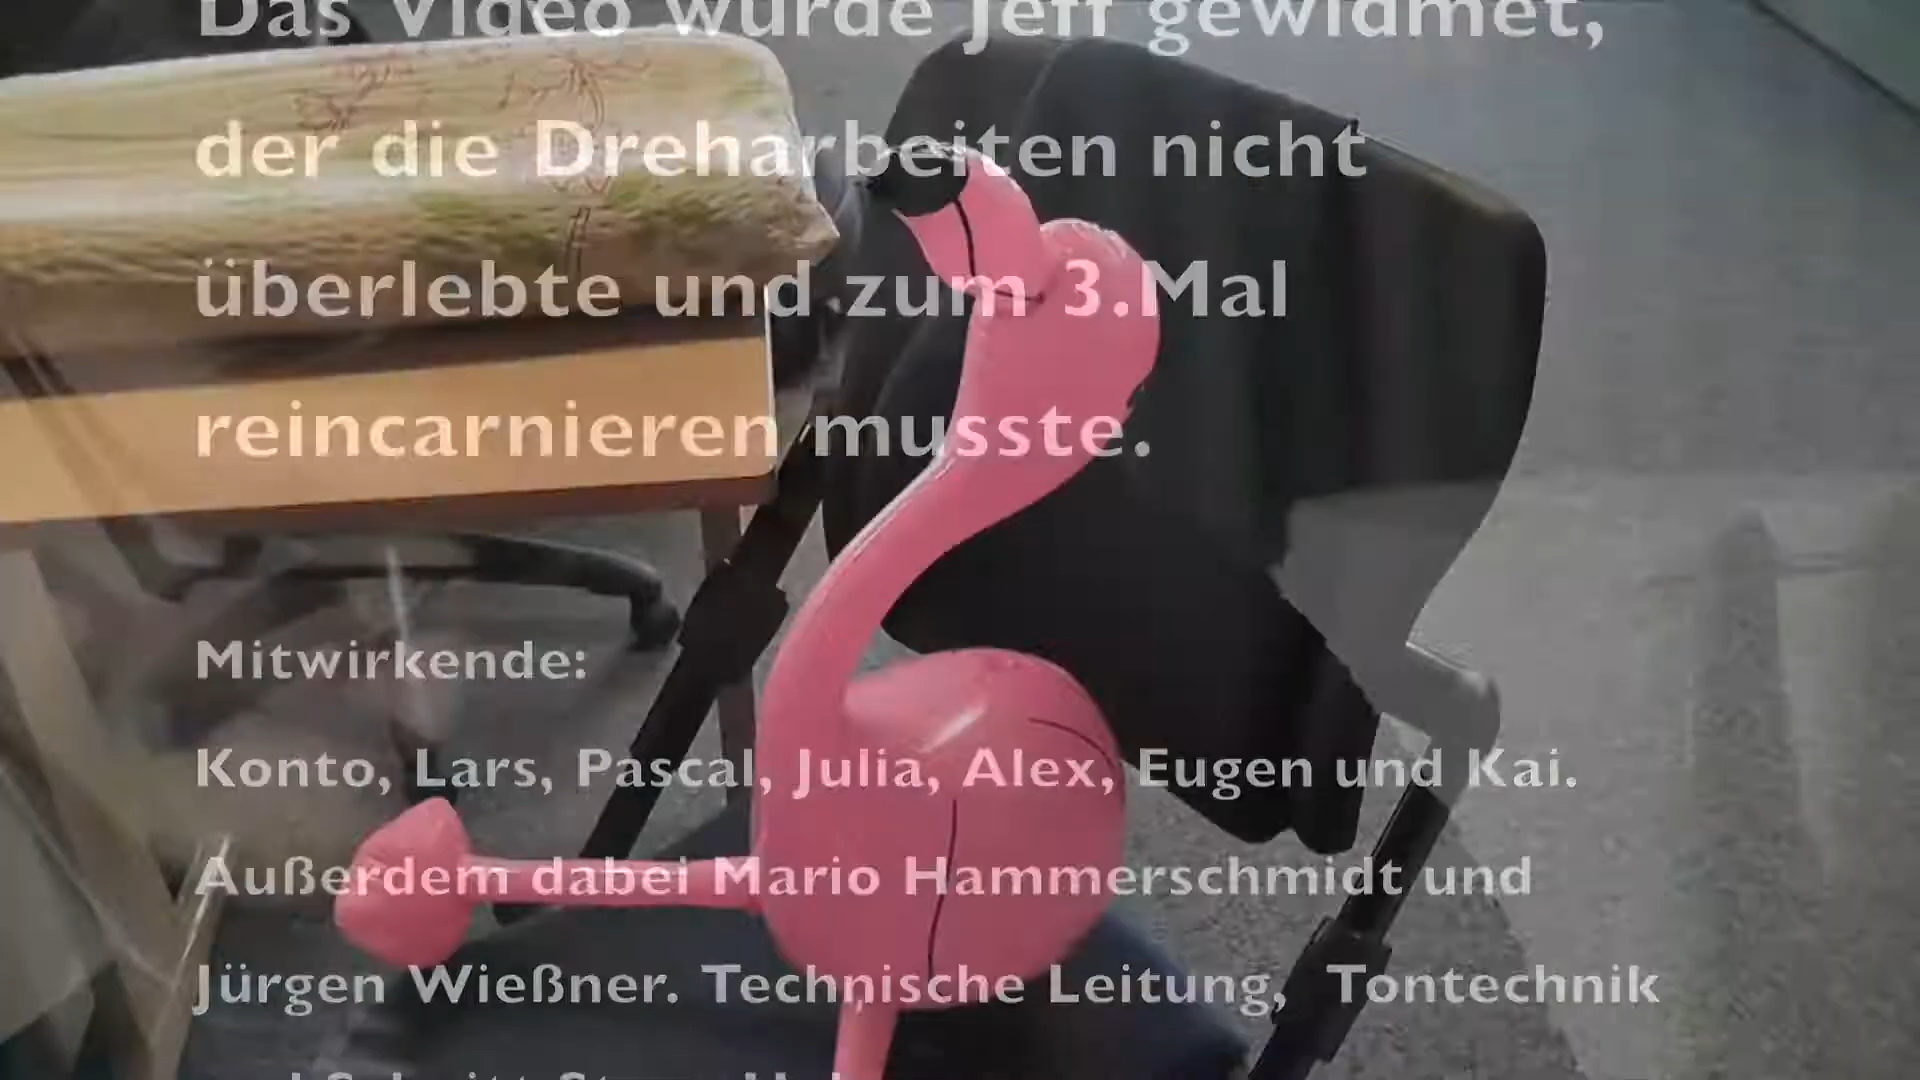 Das Video wurde Jeff gewidmet,
der die Dreharbeiten nicht
überlebte und zum 3.Mal
reincarnieren musste.
Mitwirkende:
Konto, Lars, Pascal, Julia, Alex, Eugen und Kai.
Außerdem dabei Mario Hammerschmidt und
Jürgen Wießner. Technische Leitung, Tontechnik